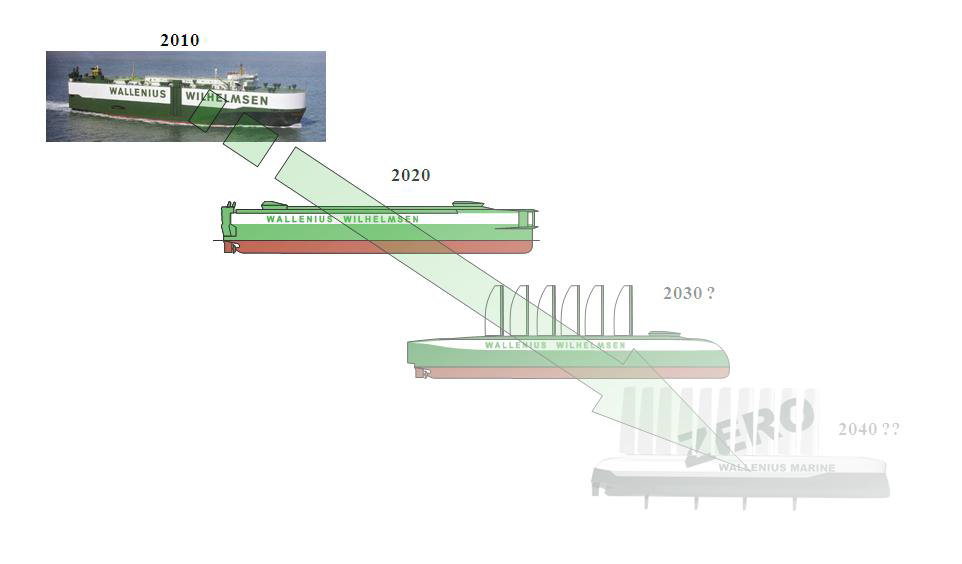 2010
WALLENIUS WILHELMSEN
2020
WALLENIUS WILHELMSEN
2030 ?
WALLENIUS WILHELMSEN
ZERO
2040 ??
WALLENIUS MARINE